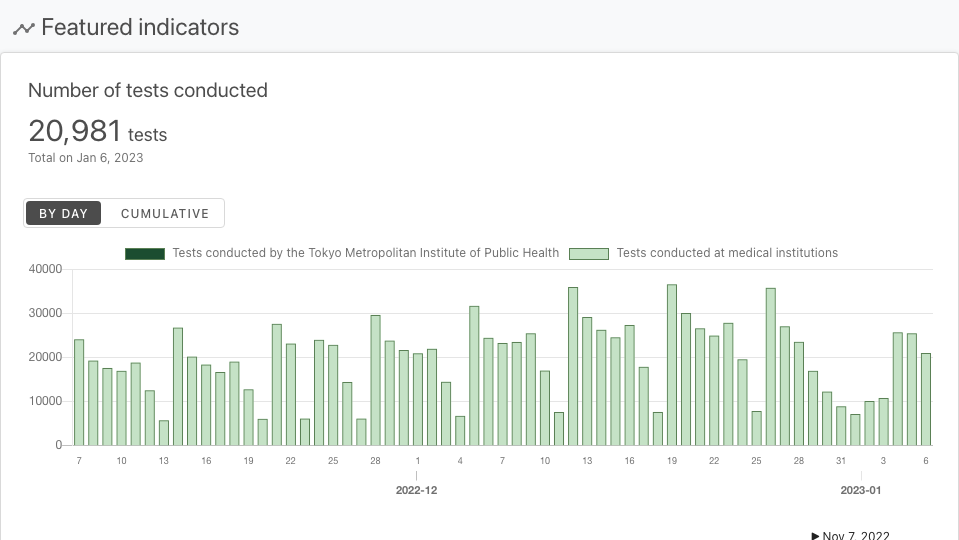 Featured indicators
Number of tests conducted
20,981 tests
Total on Jan 6, 2023
BY DAY CUMULATIVE
Tests conducted by the Tokyo Metropolitan Institute of Public Health Tests conducted at medical institutions
40000
30000
20000
10000
0
7 10 13 16 19 22 25 28 1 4 7 10 13 16 19 22 25 28 31 3 6
2022-12 2023-01
Nov 7, 2022